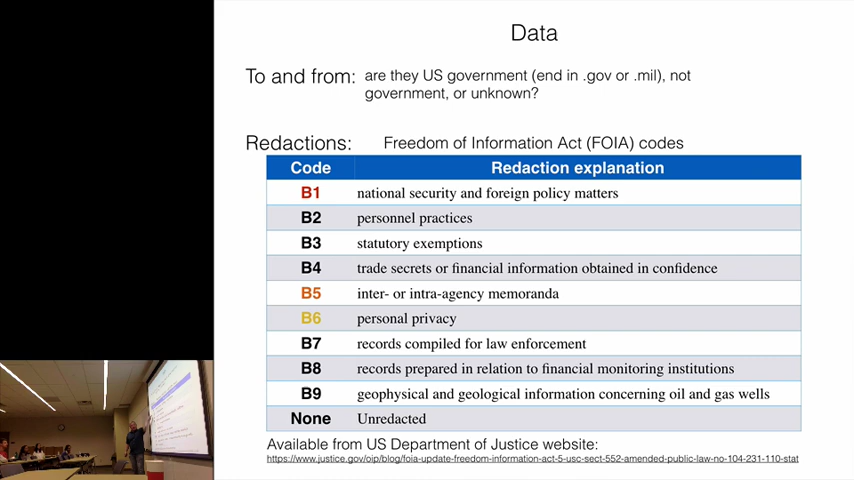 Data
To and from: are they US government (end in .gov or .mil), not
government, or unknown?
Redactions: Freedom of Information Act (FOIA) codes
Code Redaction explanation
B1 national security and foreign policy matters
B2 personnel practices
B3 statutory exemptions
B4 trade secrets or financial information obtained in confidence
B5 inter- or intra-agency memoranda
B6 personal privacy
B7 records compiled for law enforcement
B8 records prepared in relation to financial monitoring institutions
B9 geophysical and geological information concerning oil and gas wells
None Unredacted
Available from US Department of Justice website:
https://www.justice.gov/oip/blog/foia-update-freedom-information-act-5-usc-sect-552-amended-public-law-no-104-231-110-stat